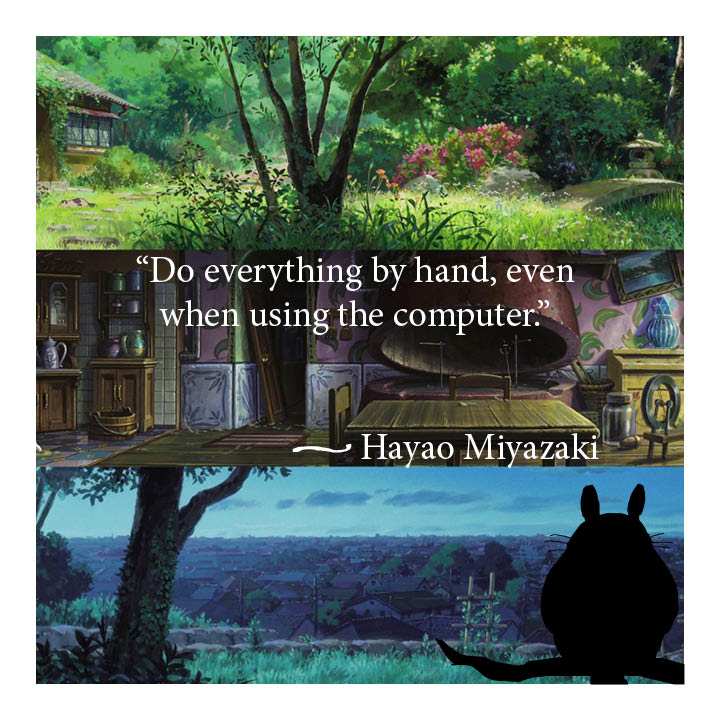 “Do everything by hand, even
when using the computer.”
~ Hayao Miyazaki